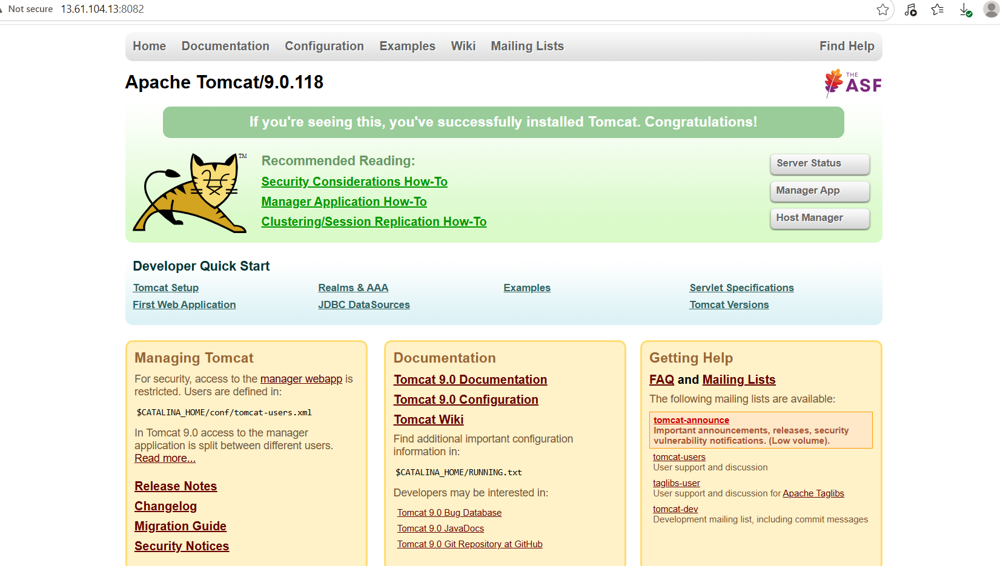 Not secure 13.61.104.13:8082
Home Documentation Configuration Examples Wiki Mailing Lists Find Help
Apache Tomcat/9.0.118
THE
ASF
If you're seeing this, you've successfully installed Tomcat. Congratulations!
TM
Recommended Reading:
Security Considerations How-To
Manager Application How-To
Clustering/Session Replication How-To
Server Status
Manager App
Host Manager
Developer Quick Start
Tomcat Setup
First Web Application
Realms & AAA
JDBC DataSources
Examples
Servlet Specifications
Tomcat Versions
Managing Tomcat
For security, access to the manager webapp is
restricted. Users are defined in:
$CATALINA_HOME/conf/tomcat-users.xml
In Tomcat 9.0 access to the manager
application is split between different users.
Read more...
Release Notes
Changelog
Migration Guide
Security Notices
Documentation
Tomcat 9.0 Documentation
Tomcat 9.0 Configuration
Tomcat Wiki
Find additional important configuration
information in:
$CATALINA_HOME/RUNNING.txt
Developers may be interested in:
Tomcat 9.0 Bug Database
Tomcat 9.0 JavaDocs
Tomcat 9.0 Git Repository at GitHub
Getting Help
FAQ and Mailing Lists
The following mailing lists are available:
tomcat-announce
Important announcements, releases, security
vulnerability notifications. (Low volume).
tomcat-users
User support and discussion
taglibs-user
User support and discussion for Apache Taglibs
tomcat-dev
Development mailing list, including commit messages